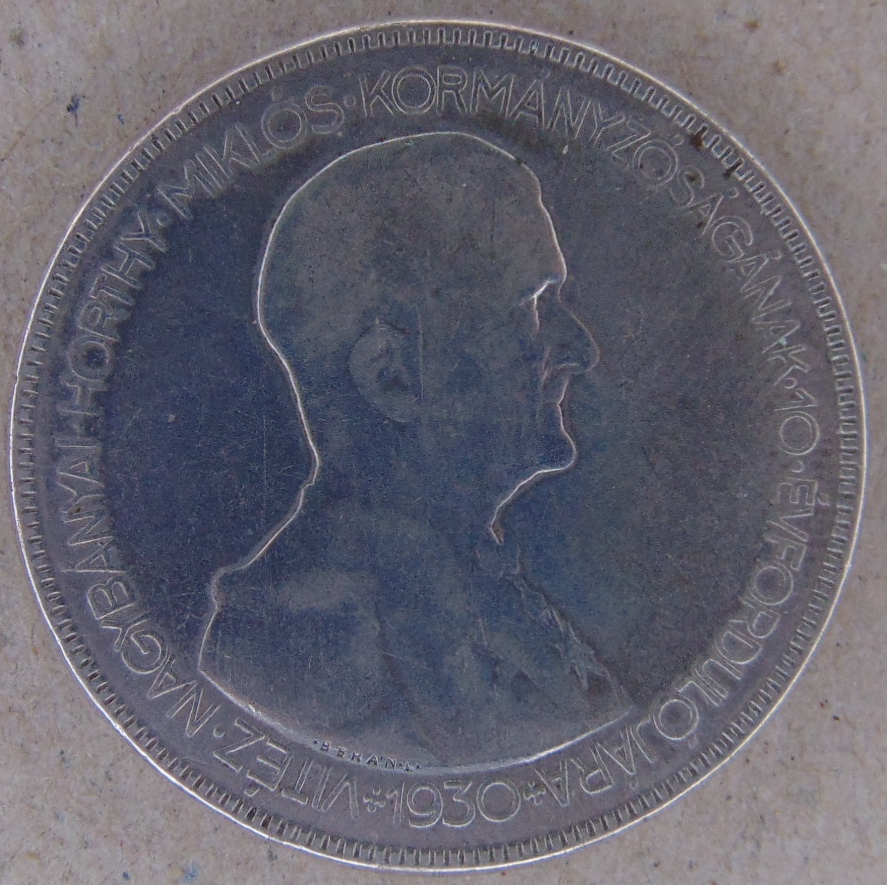 VITÉZ · NAGYBÁNYAI · HORTHY · MIKLÓS · KORMÁNYZÓSÁGÁNAK · 10 · ÉVFORDULÓJÁRA
1930
· BERÁN · L ·